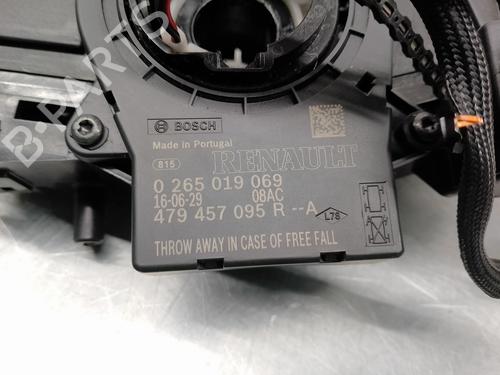 B-PARTS
BOSCH
Made in Portugal
815 RENAULT
0 265 019 069
16-06-29 08AC
479 457 095 R --A L78
THROW AWAY IN CASE OF FREE FALL